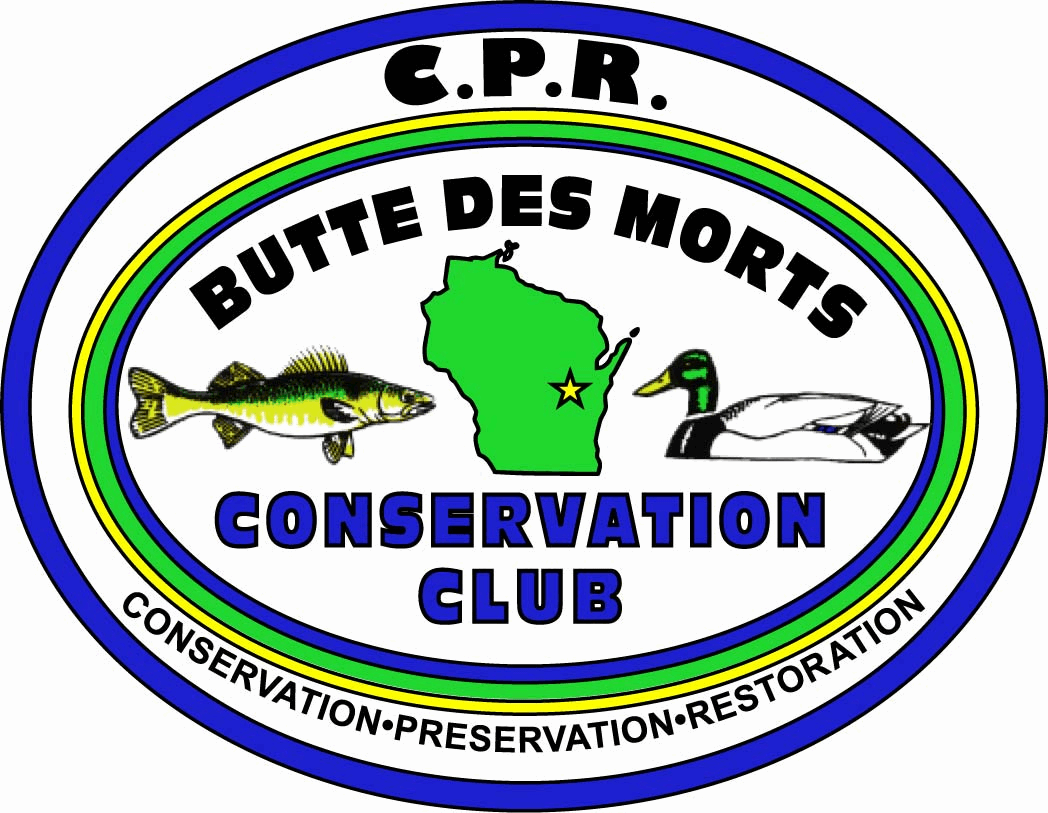 C.P.R.
BUTTE DES MORTS
CONSERVATION
CLUB
CONSERVATION•PRESERVATION•RESTORATION